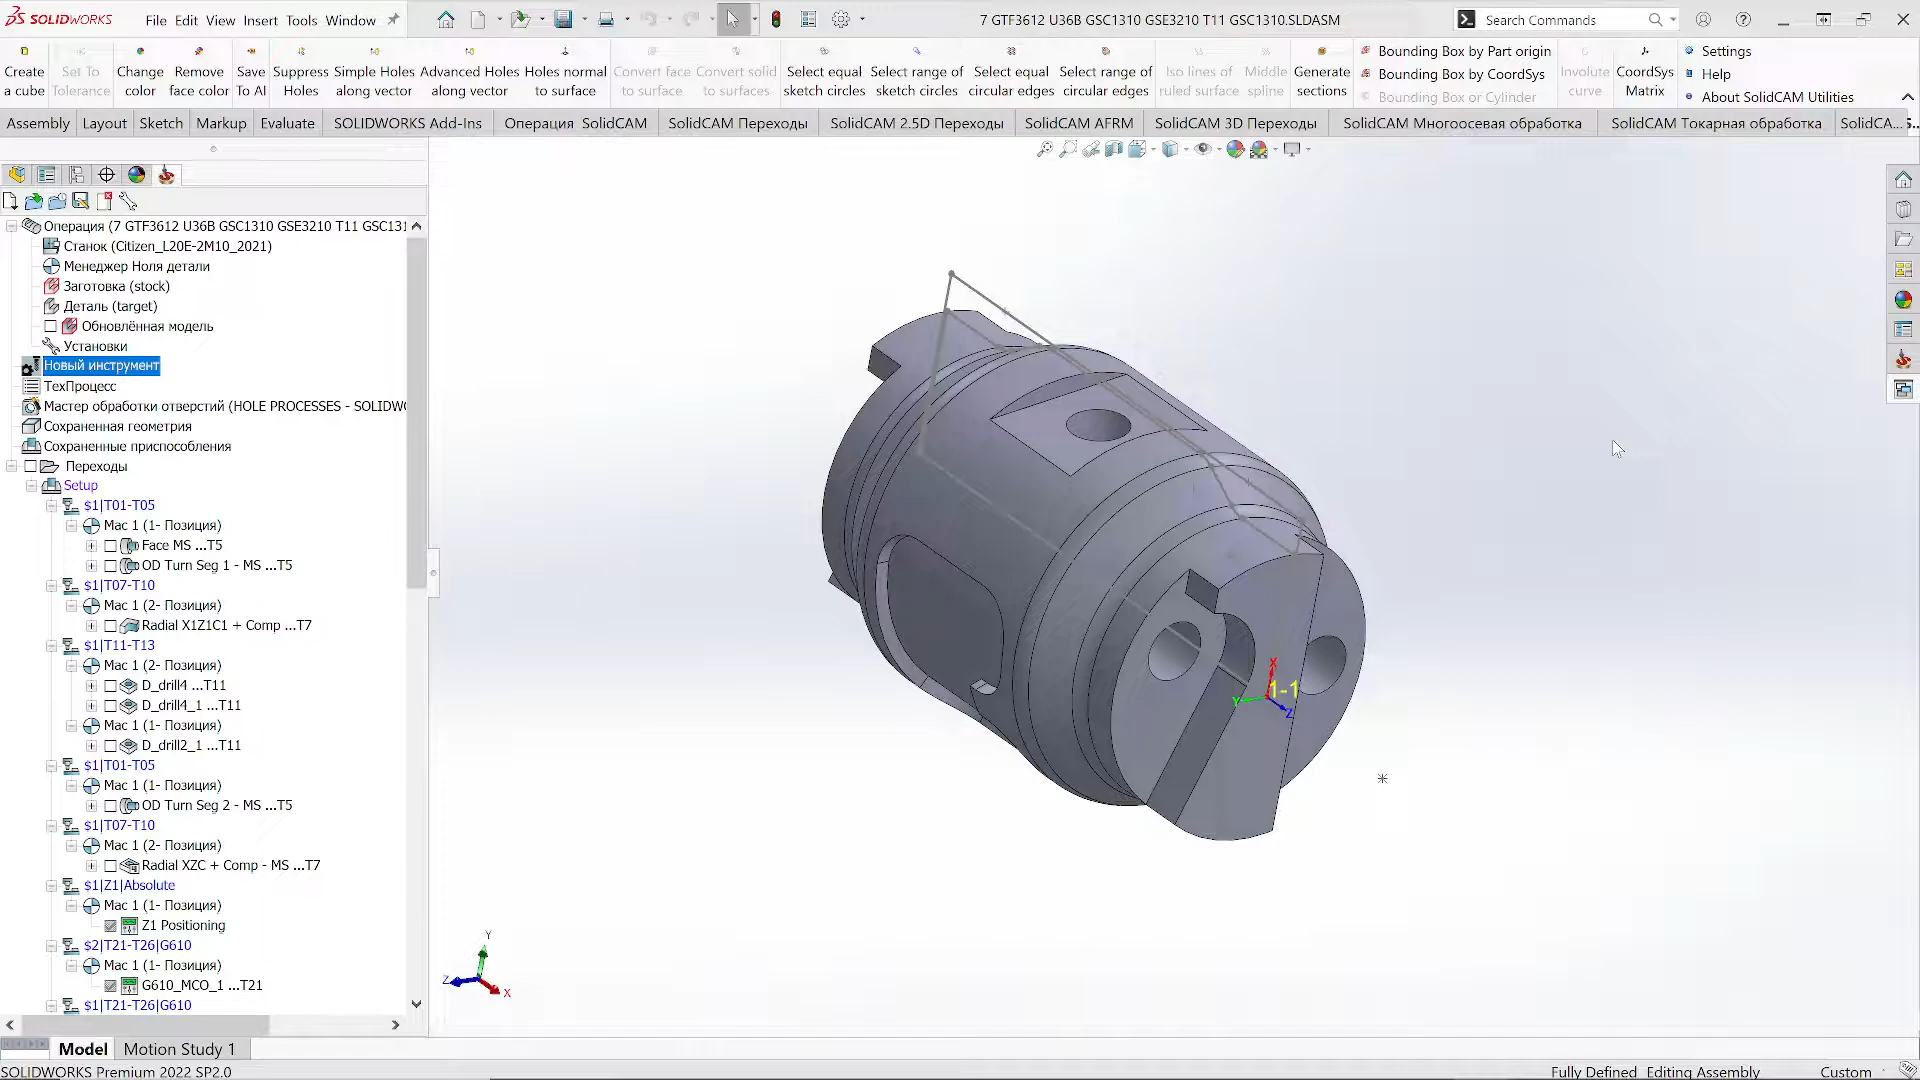 SOLIDWORKS File Edit View Insert Tools Window 7 GTF3612 U36B GSC1310 GSE3210 T11 GSC1310.SLDASM Search Commands
Create a cube
Set To Tolerance
Change color
Remove face color
Save To AI
Suppress Holes
Simple Holes along vector
Advanced Holes along vector
Holes normal to surface
Convert face to surface
Convert solid to surfaces
Select equal sketch circles
Select range of sketch circles
Select equal circular edges
Select range of circular edges
Iso lines of ruled surface
Middle spline
Generate sections
Bounding Box by Part origin
Bounding Box by CoordSys
Bounding Box or Cylinder
Involute curve
CoordSys Matrix
Settings
Help
About SolidCAM Utilities
Assembly Layout Sketch Markup Evaluate SOLIDWORKS Add-Ins Операция SolidCAM SolidCAM Переходы SolidCAM 2.5D Переходы SolidCAM AFRM SolidCAM 3D Переходы SolidCAM Многоосевая обработка SolidCAM Токарная обработка SolidCA... S...
Операция (7 GTF3612 U36B GSC1310 GSE3210 T11 GSC131
Станок (Citizen_L20E-2M10_2021)
Менеджер Ноля детали
Заготовка (stock)
Деталь (target)
Обновлённая модель
Установки
Новый инструмент
ТехПроцесс
Мастер обработки отверстий (HOLE PROCESSES - SOLIDW
Сохраненная геометрия
Сохраненные приспособления
Переходы
Setup
$1|T01-T05
Mac 1 (1- Позиция)
Face MS ...T5
OD Turn Seg 1 - MS ...T5
$1|T07-T10
Mac 1 (2- Позиция)
Radial X1Z1C1 + Comp ...T7
$1|T11-T13
Mac 1 (2- Позиция)
D_drill4 ...T11
D_drill4_1 ...T11
Mac 1 (1- Позиция)
D_drill2_1 ...T11
$1|T01-T05
Mac 1 (1- Позиция)
OD Turn Seg 2 - MS ...T5
$1|T07-T10
Mac 1 (2- Позиция)
Radial XZC + Comp - MS ...T7
$1|Z1|Absolute
Mac 1 (1- Позиция)
Z1 Positioning
$2|T21-T26|G610
Mac 1 (1- Позиция)
G610_MCO_1 ...T21
$1|T21-T26|G610
X
1-1
Y
Z
Y
Z
X
Model Motion Study 1
SOLIDWORKS Premium 2022 SP2.0 Fully Defined Editing Assembly Custom